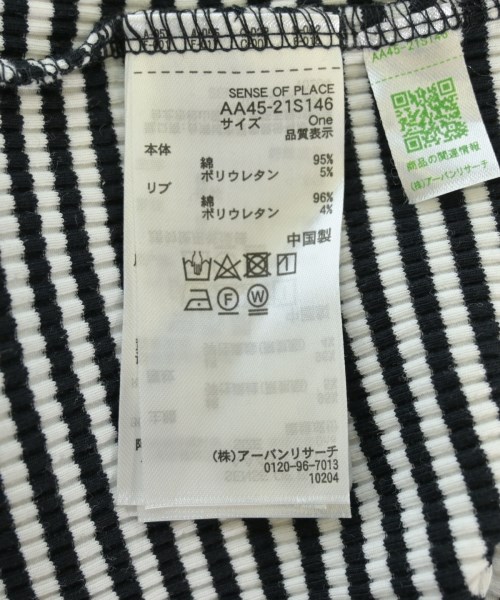 SENSE OF PLACE
AA45-21S146
サイズ One
品質表示
本体
綿 95%
ポリウレタン 5%
リブ
綿 96%
ポリウレタン 4%
中国製
F W
(株)アーバンリサーチ
0120-96-7013
10204
AA45-21S146
商品の関連情報
(株)アーバンリサーチ